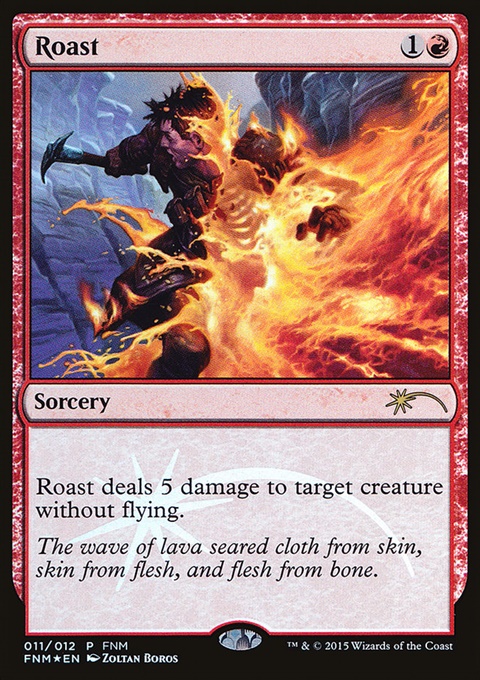 Roast 1
Sorcery
Roast deals 5 damage to target creature
without flying.
The wave of lava seared cloth from skin,
skin from flesh, and flesh from bone.
011/012 P FNM
FNM★EN Zoltan Boros
™ & © 2015 Wizards of the Coast